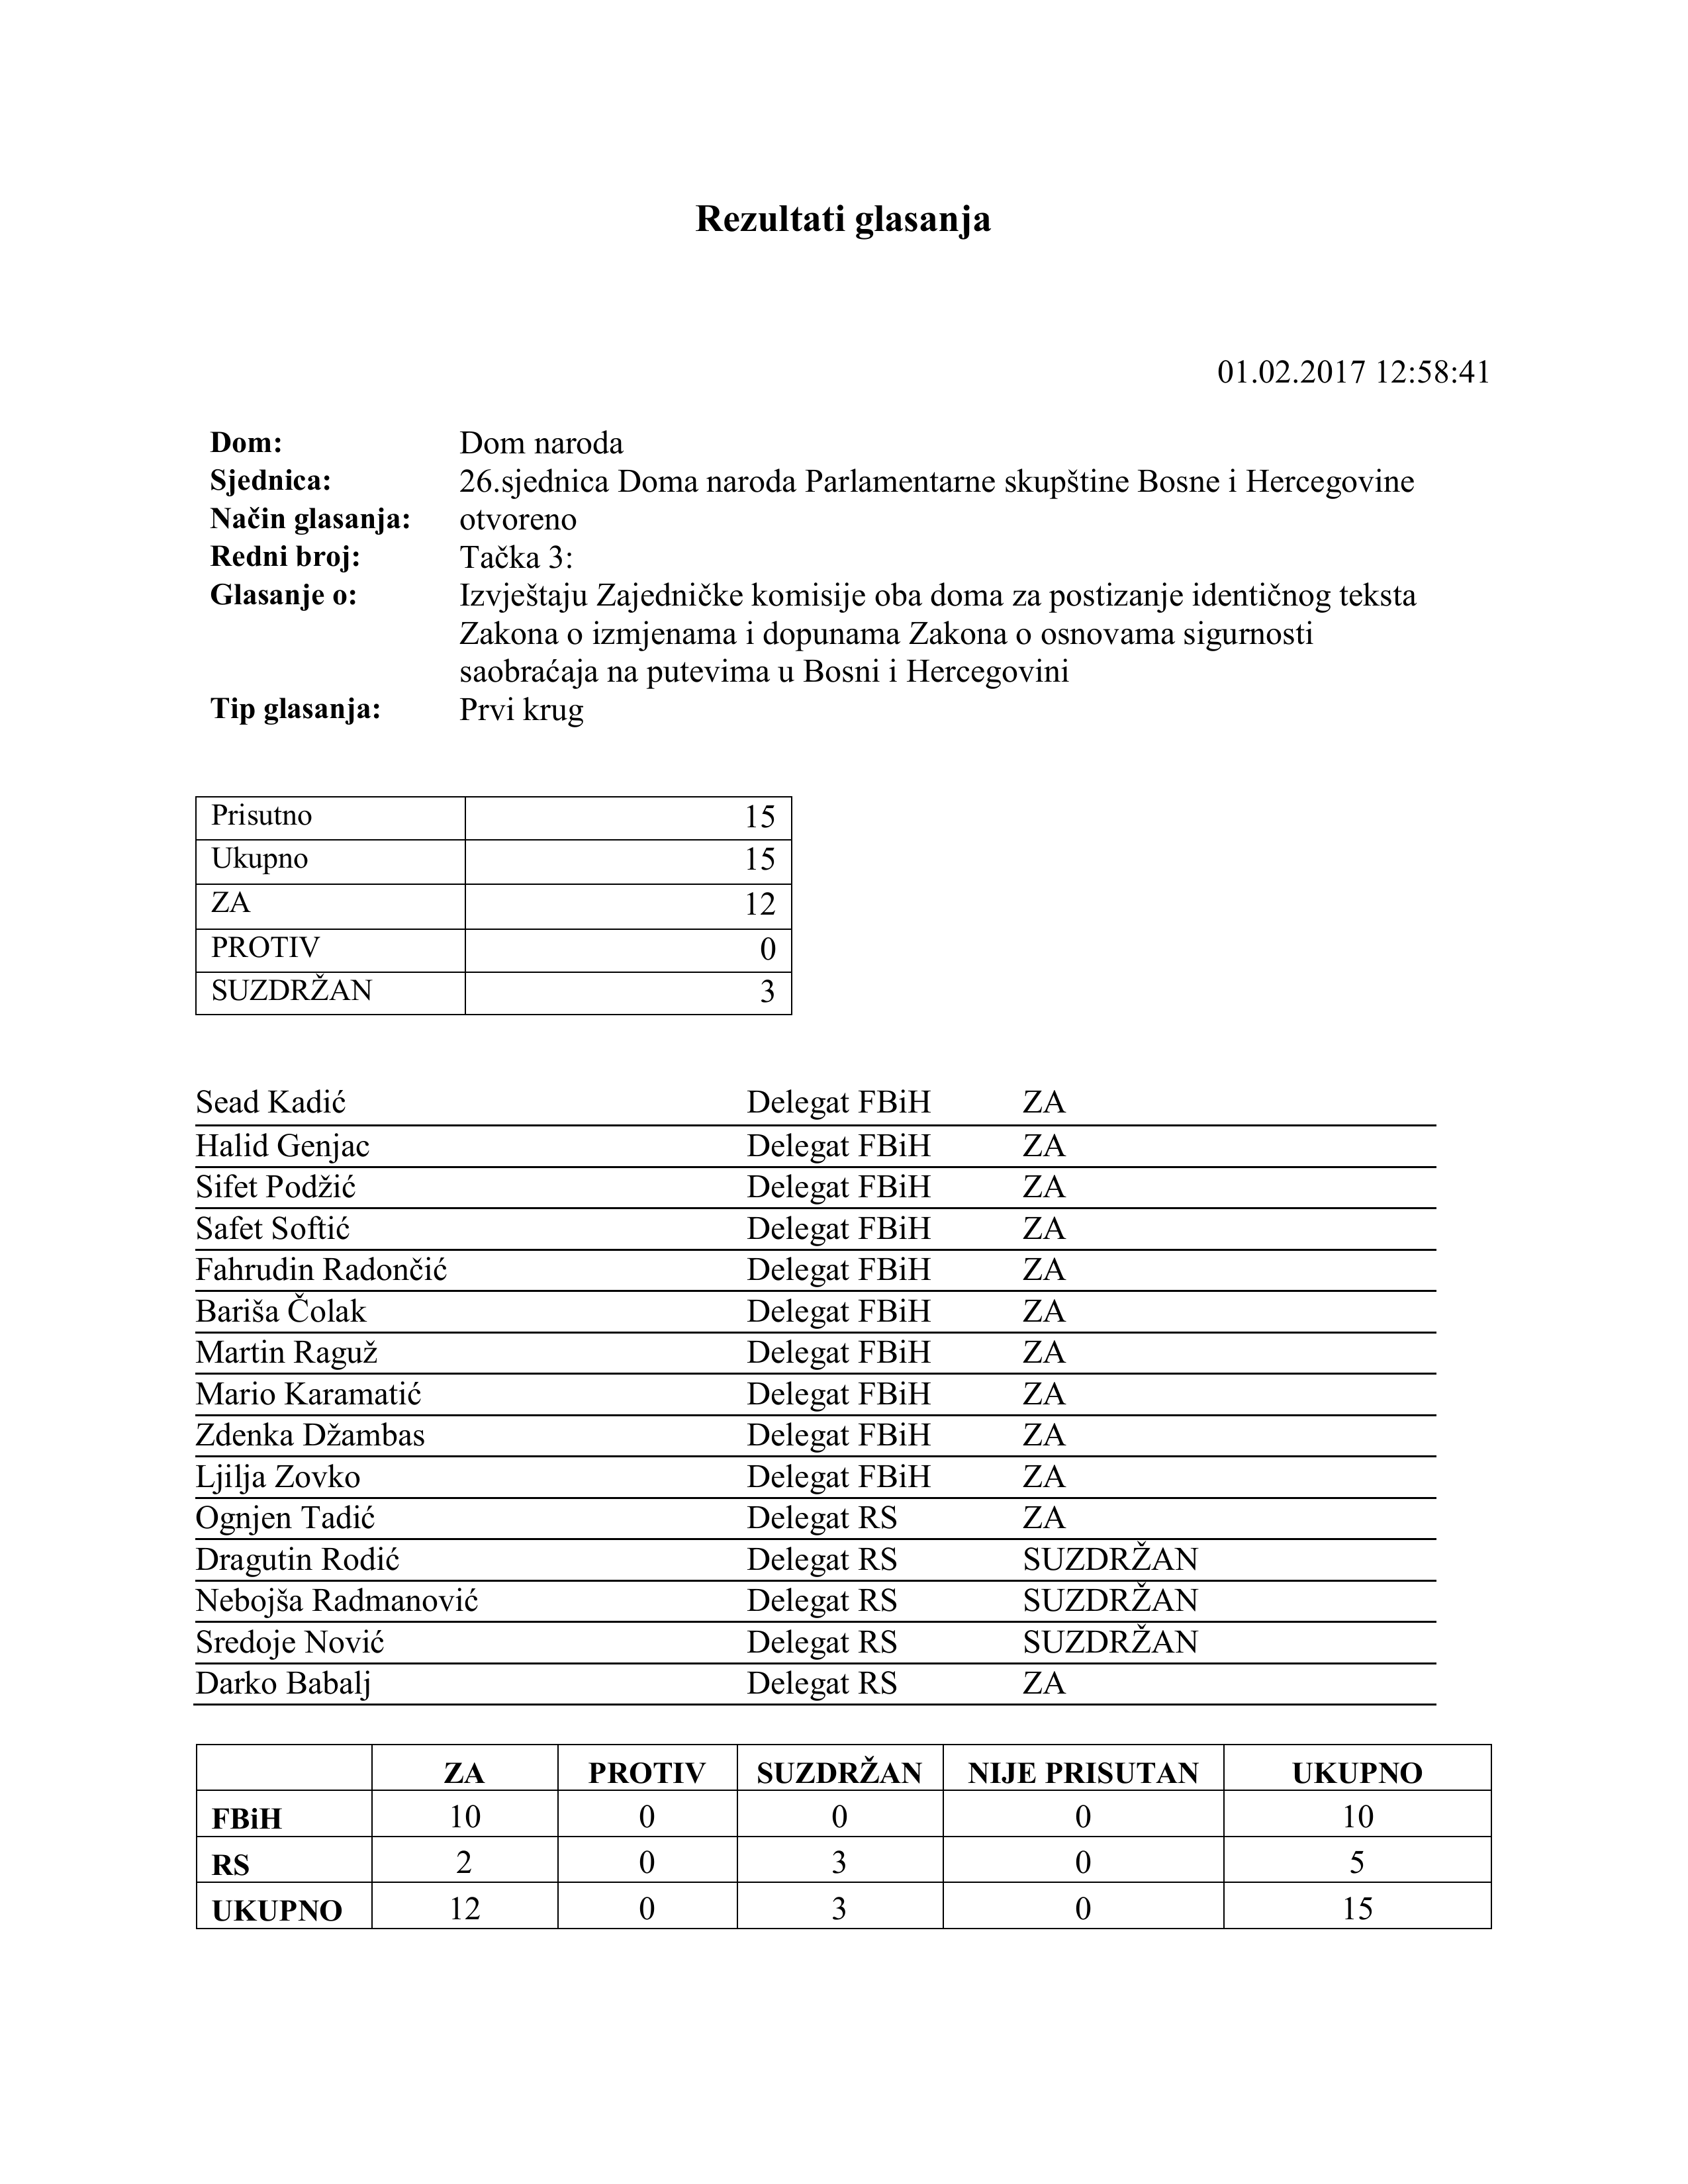 Rezultati glasanja
01.02.2017 12:58:41
Dom: Dom naroda
Sjednica: 26.sjednica Doma naroda Parlamentarne skupštine Bosne i Hercegovine
Način glasanja: otvoreno
Redni broj: Tačka 3:
Glasanje o: Izvještaju Zajedničke komisije oba doma za postizanje identičnog teksta
Zakona o izmjenama i dopunama Zakona o osnovama sigurnosti
saobraćaja na putevima u Bosni i Hercegovini
Tip glasanja: Prvi krug
Prisutno 15
Ukupno 15
ZA 12
PROTIV 0
SUZDRŽAN 3
Sead Kadić Delegat FBiH ZA
Halid Genjac Delegat FBiH ZA
Sifet Podžić Delegat FBiH ZA
Safet Softić Delegat FBiH ZA
Fahrudin Radončić Delegat FBiH ZA
Bariša Čolak Delegat FBiH ZA
Martin Raguž Delegat FBiH ZA
Mario Karamatić Delegat FBiH ZA
Zdenka Džambas Delegat FBiH ZA
Ljilja Zovko Delegat FBiH ZA
Ognjen Tadić Delegat RS ZA
Dragutin Rodić Delegat RS SUZDRŽAN
Nebojša Radmanović Delegat RS SUZDRŽAN
Sredoje Nović Delegat RS SUZDRŽAN
Darko Babalj Delegat RS ZA
ZA PROTIV SUZDRŽAN NIJE PRISUTAN UKUPNO
FBiH 10 0 0 0 10
RS 2 0 3 0 5
UKUPNO 12 0 3 0 15